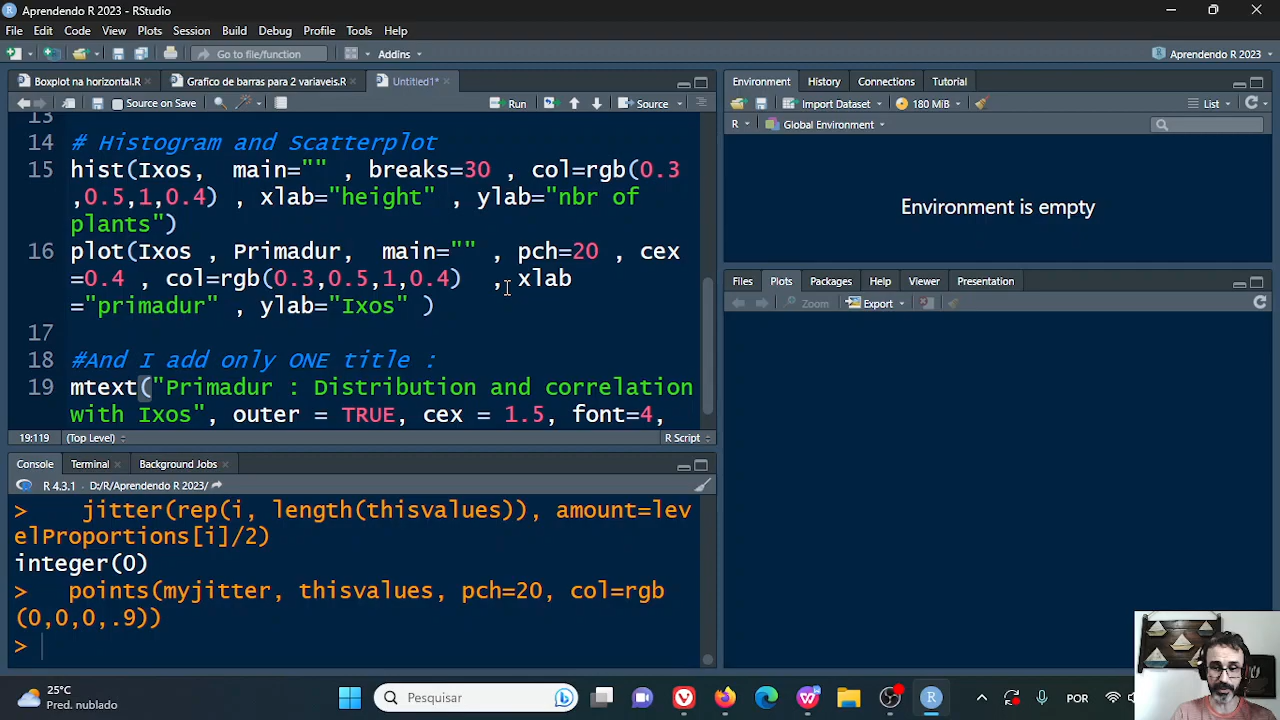 Aprendendo R 2023 - RStudio
File Edit Code View Plots Session Build Debug Profile Tools Help
Go to file/function Addins Aprendendo R 2023
Boxplot na horizontal.R Grafico de barras para 2 variaveis.R Untitled1*
Source on Save Run Source
13
14 # Histogram and Scatterplot
15 hist(Ixos, main="" , breaks=30 , col=rgb(0.3
,0.5,1,0.4) , xlab="height" , ylab="nbr of
plants")
16 plot(Ixos , Primadur, main="" , pch=20 , cex
=0.4 , col=rgb(0.3,0.5,1,0.4) , xlab
="primadur" , ylab="Ixos" )
17
18 #And I add only ONE title :
19 mtext("Primadur : Distribution and correlation
with Ixos", outer = TRUE, cex = 1.5, font=4,
19:119 (Top Level) R Script
Console Terminal Background Jobs
R 4.3.1 . D:/R/Aprendendo R 2023/
> jitter(rep(i, length(thisvalues)), amount=lev
elProportions[i]/2)
integer(0)
> points(myjitter, thisvalues, pch=20, col=rgb
(0,0,0,.9))
>
Environment History Connections Tutorial
Import Dataset 180 MiB List
R Global Environment
Environment is empty
Files Plots Packages Help Viewer Presentation
Zoom Export
25°C
Pred. nublado
Pesquisar
POR